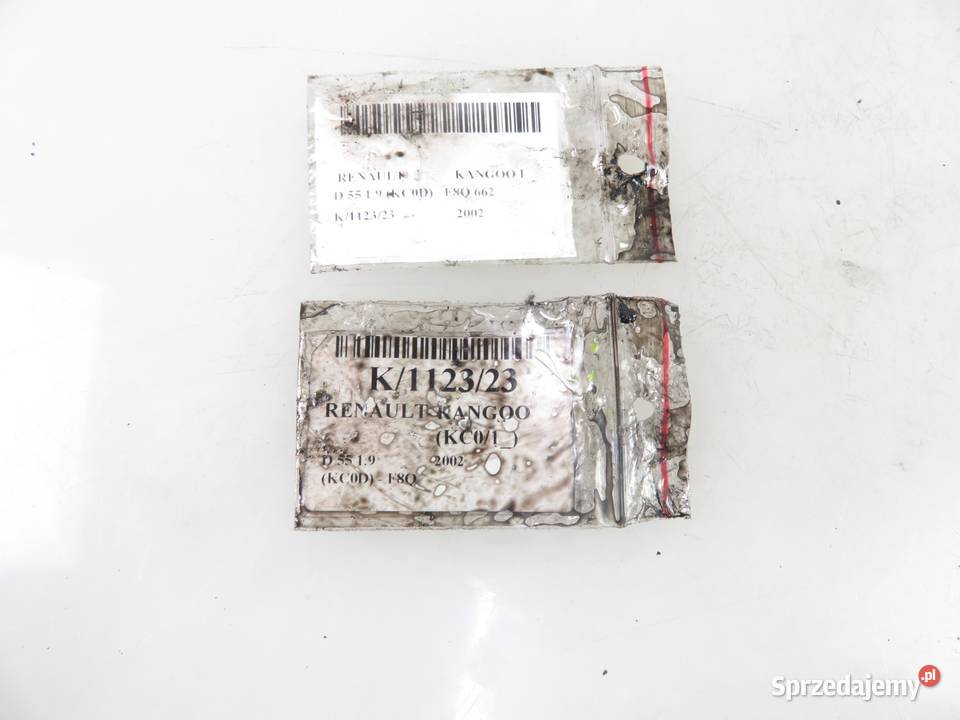 RENAULT KANGOO I
D 55 1.9 (KC0D) - F8Q 662
K/1123/23 2002
K/1123/23
RENAULT KANGOO
(KC0/1_)
D 55 1.9 2002
(KC0D) - F8Q
Sprzedajemy.pl